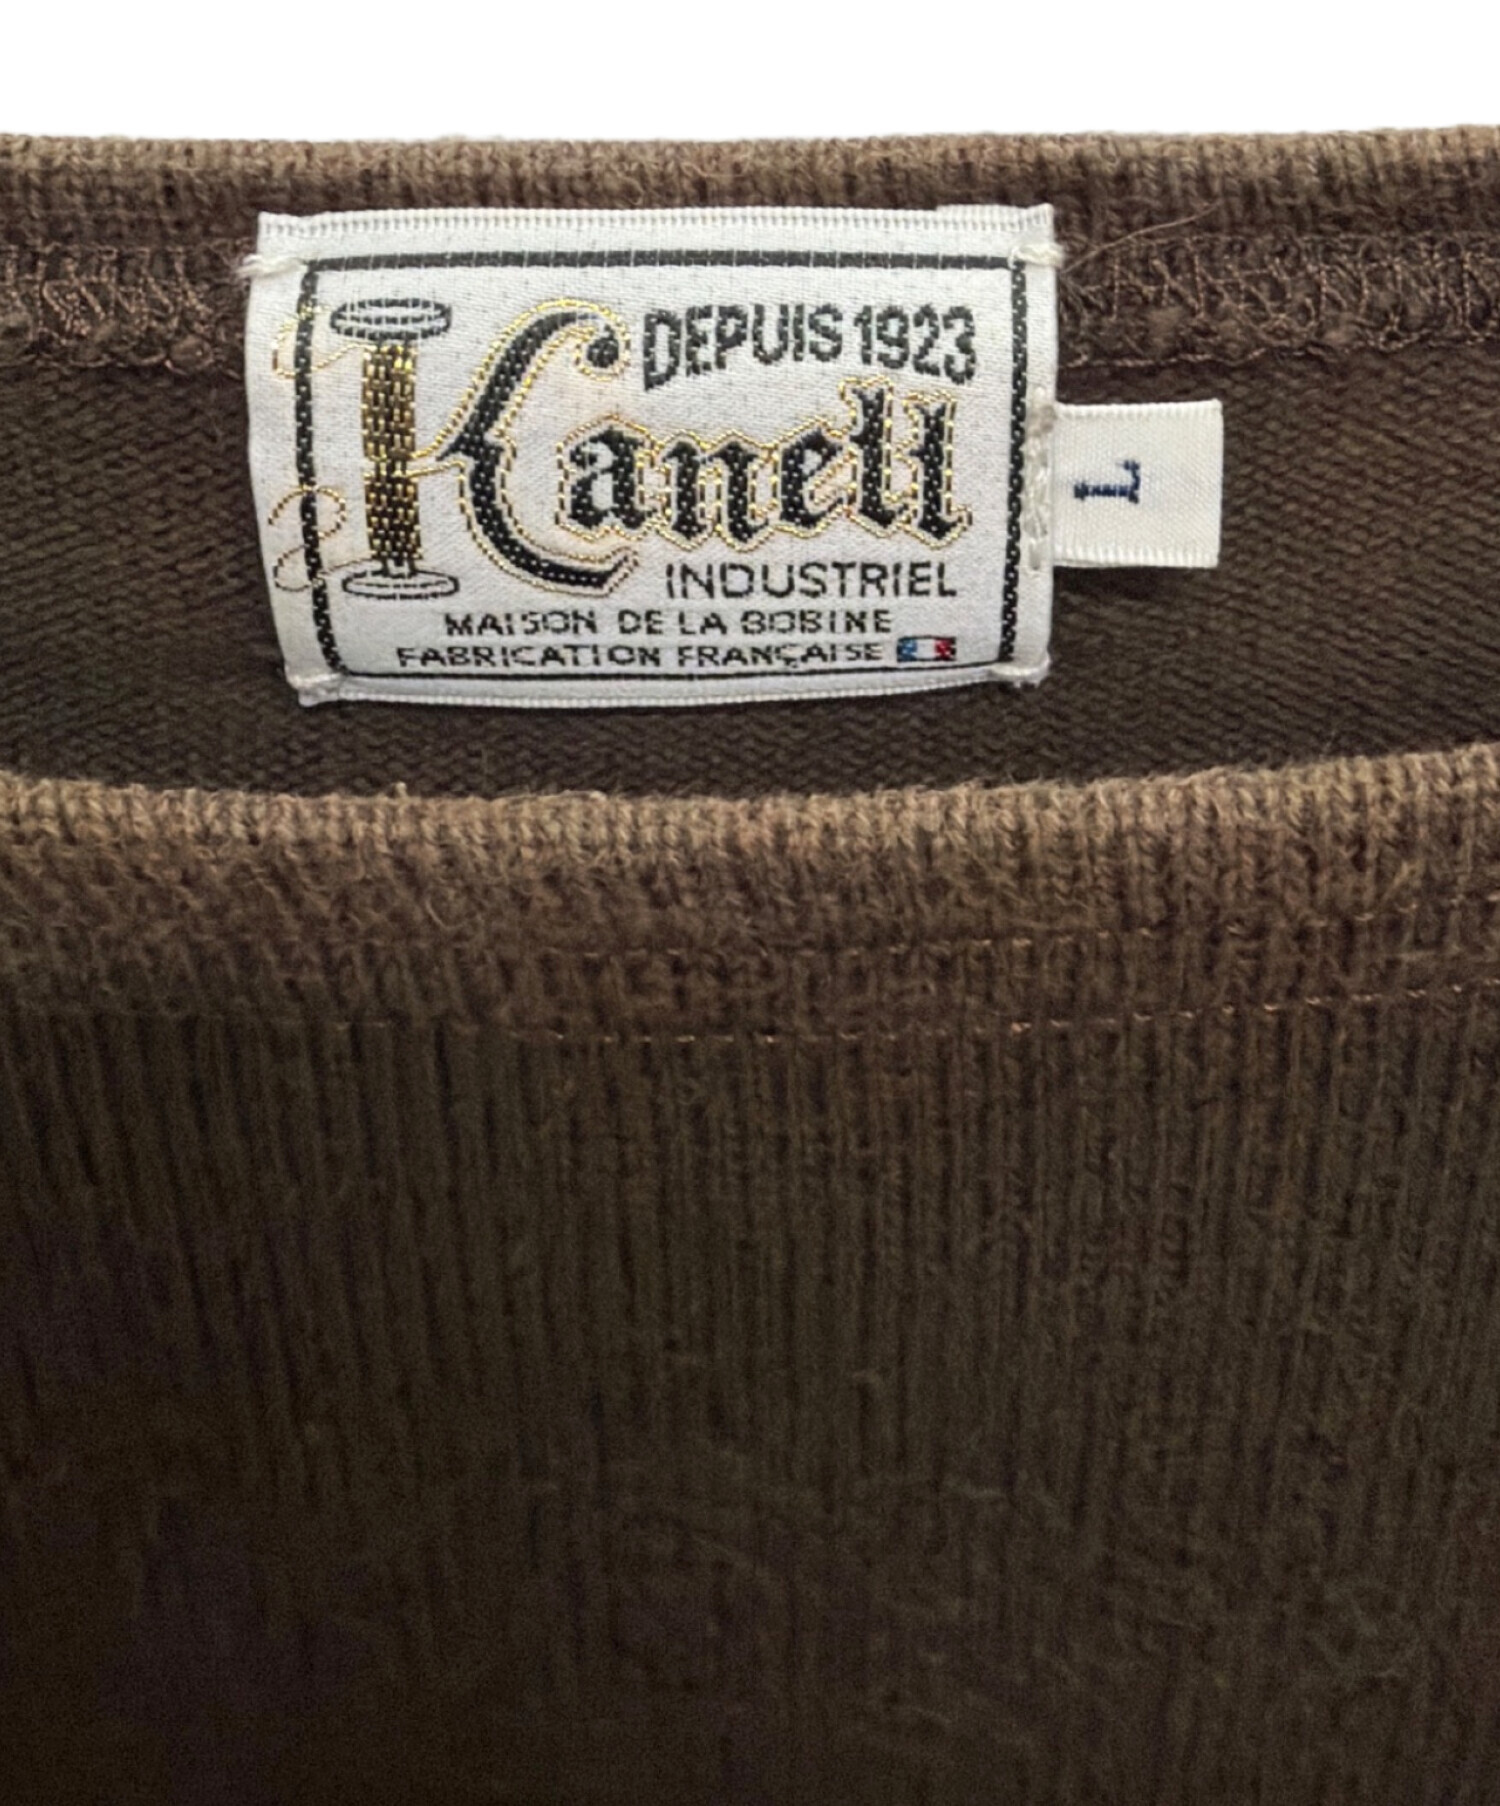 DEPUIS 1923
Kanell
INDUSTRIEL
MAISON DE LA BOBINE
FABRICATION FRANÇAISE
L